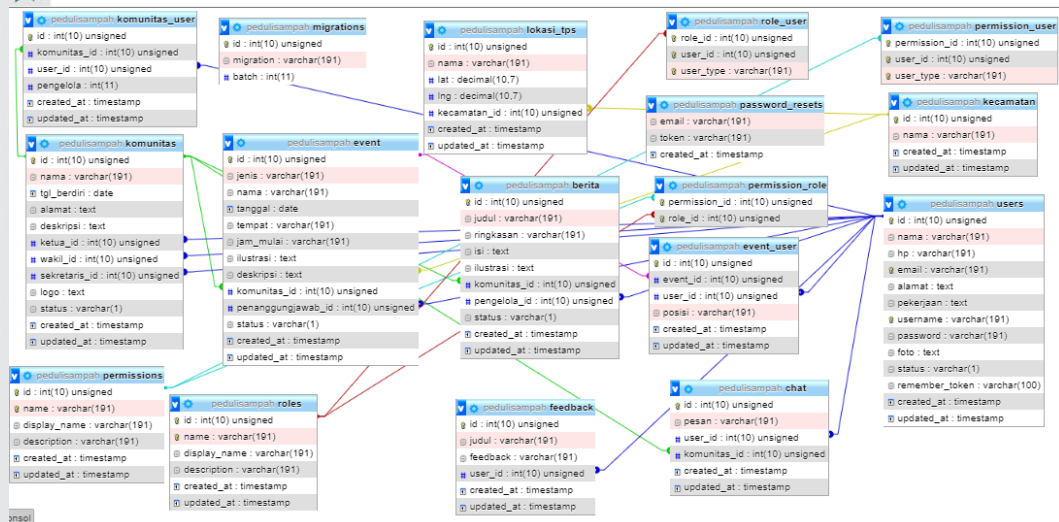 pedulisampah komunitas_user
id : int(10) unsigned
komunitas_id : int(10) unsigned
user_id : int(10) unsigned
pengelola : int(11)
created_at : timestamp
updated_at : timestamp
pedulisampah migrations
id : int(10) unsigned
migration : varchar(191)
batch : int(11)
pedulisampah lokasi_tps
id : int(10) unsigned
nama : varchar(191)
lat : decimal(10,7)
lng : decimal(10,7)
kecamatan_id : int(10) unsigned
created_at : timestamp
updated_at : timestamp
pedulisampah role_user
role_id : int(10) unsigned
user_id : int(10) unsigned
user_type : varchar(191)
pedulisampah permission_user
permission_id : int(10) unsigned
user_id : int(10) unsigned
user_type : varchar(191)
pedulisampah password_resets
email : varchar(191)
token : varchar(191)
created_at : timestamp
pedulisampah kecamatan
id : int(10) unsigned
nama : varchar(191)
created_at : timestamp
updated_at : timestamp
pedulisampah komunitas
id : int(10) unsigned
nama : varchar(191)
tgl_berdiri : date
alamat : text
deskripsi : text
ketua_id : int(10) unsigned
wakil_id : int(10) unsigned
sekretaris_id : int(10) unsigned
logo : text
status : varchar(1)
created_at : timestamp
updated_at : timestamp
pedulisampah event
id : int(10) unsigned
jenis : varchar(191)
nama : varchar(191)
tanggal : date
tempat : varchar(191)
jam_mulai : varchar(191)
ilustrasi : text
deskripsi : text
komunitas_id : int(10) unsigned
penanggungjawab_id : int(10) unsigned
status : varchar(1)
created_at : timestamp
updated_at : timestamp
pedulisampah berita
id : int(10) unsigned
judul : varchar(191)
ringkasan : varchar(191)
isi : text
ilustrasi : text
komunitas_id : int(10) unsigned
pengelola_id : int(10) unsigned
status : varchar(1)
created_at : timestamp
updated_at : timestamp
pedulisampah permission_role
permission_id : int(10) unsigned
role_id : int(10) unsigned
pedulisampah event_user
id : int(10) unsigned
event_id : int(10) unsigned
user_id : int(10) unsigned
posisi : varchar(191)
created_at : timestamp
updated_at : timestamp
pedulisampah users
id : int(10) unsigned
nama : varchar(191)
hp : varchar(191)
email : varchar(191)
alamat : text
pekerjaan : text
username : varchar(191)
password : varchar(191)
foto : text
status : varchar(1)
remember_token : varchar(100)
created_at : timestamp
updated_at : timestamp
pedulisampah permissions
id : int(10) unsigned
name : varchar(191)
display_name : varchar(191)
description : varchar(191)
created_at : timestamp
updated_at : timestamp
pedulisampah roles
id : int(10) unsigned
name : varchar(191)
display_name : varchar(191)
description : varchar(191)
created_at : timestamp
updated_at : timestamp
pedulisampah feedback
id : int(10) unsigned
judul : varchar(191)
feedback : varchar(191)
user_id : int(10) unsigned
created_at : timestamp
updated_at : timestamp
pedulisampah chat
id : int(10) unsigned
pesan : varchar(191)
user_id : int(10) unsigned
komunitas_id : int(10) unsigned
created_at : timestamp
updated_at : timestamp
onsol